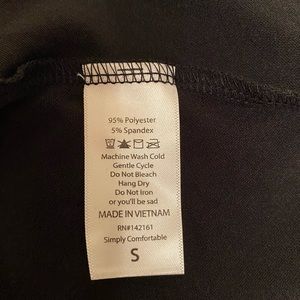 95% Polyester
5% Spandex
Machine Wash Cold
Gentle Cycle
Do Not Bleach
Hang Dry
Do Not Iron
or you'll be sad
MADE IN VIETNAM
RN#142161
Simply Comfortable
S